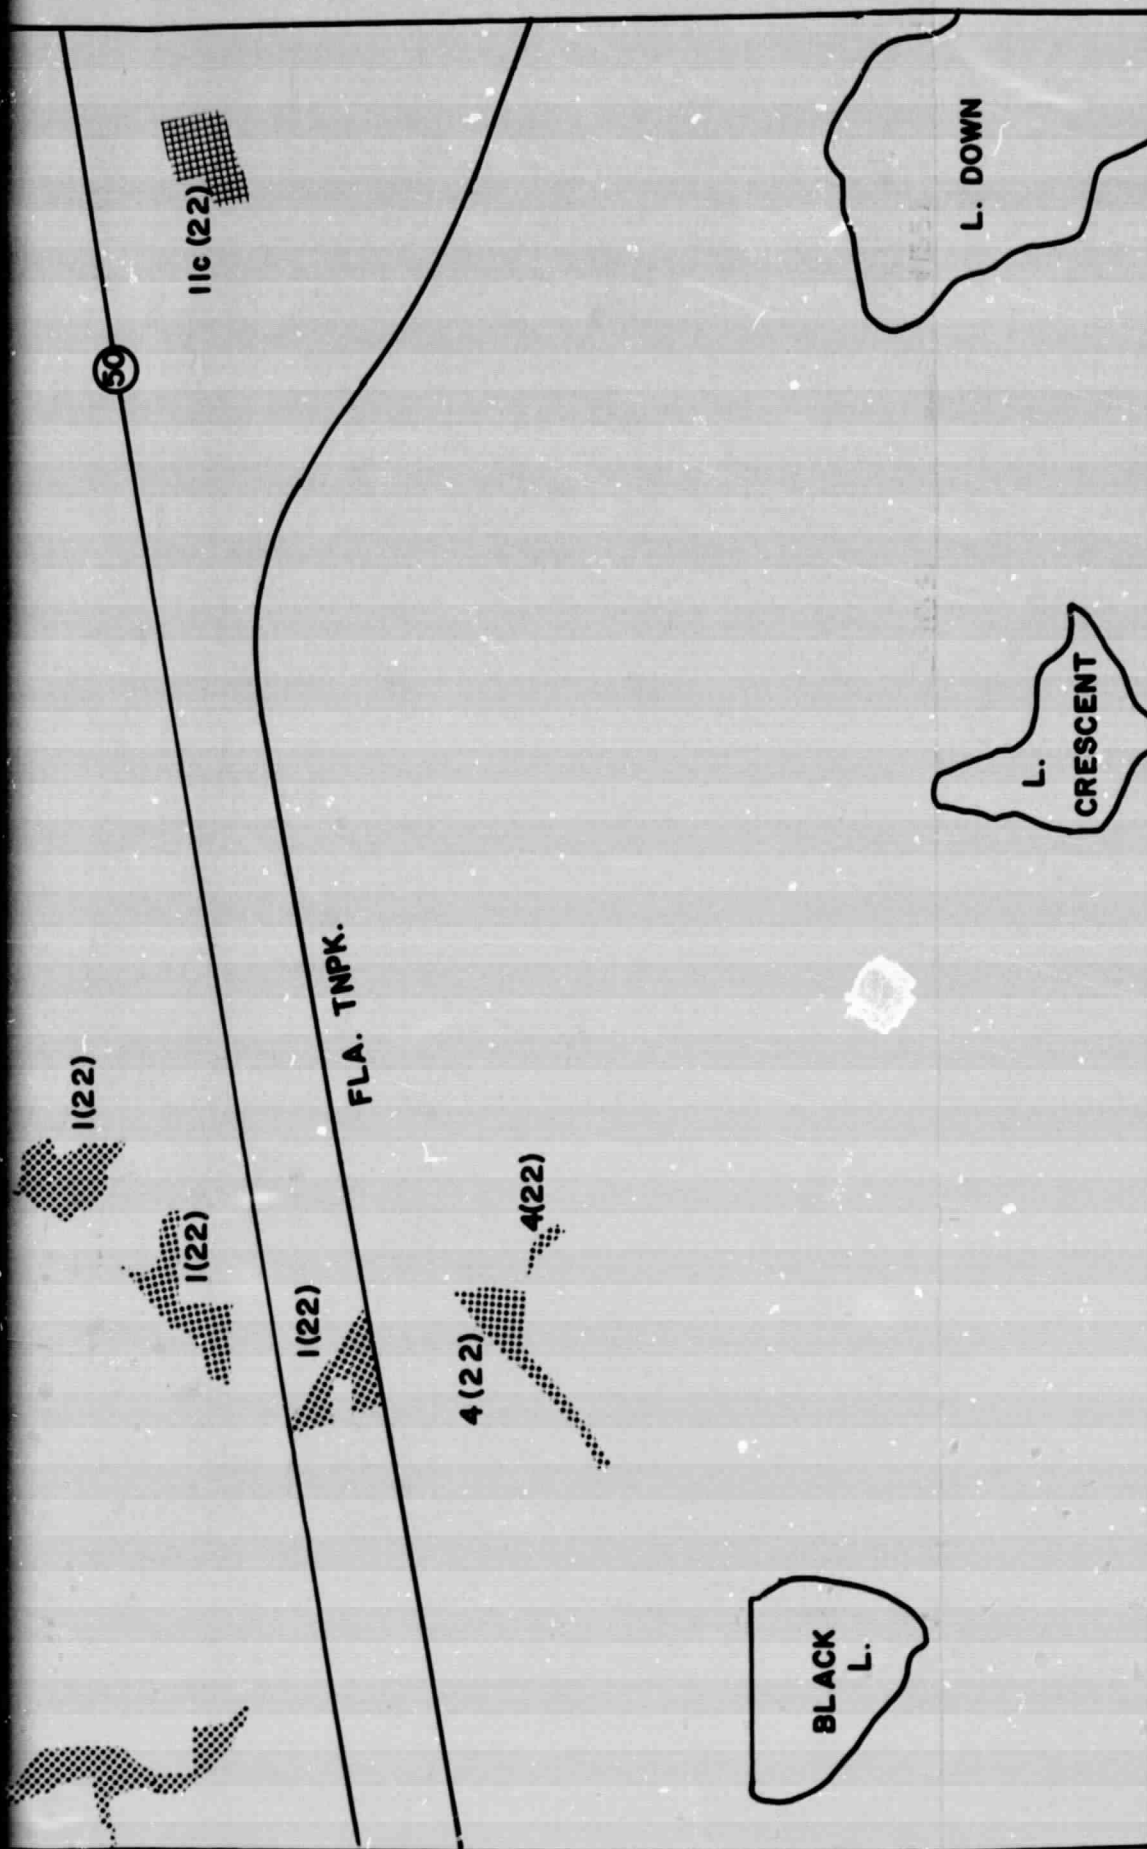 11c (22)
50
L. DOWN
L.
CRESCENT
FLA. TNPK.
1(22)
1(22)
1(22)
4(22)
4(22)
BLACK
L.